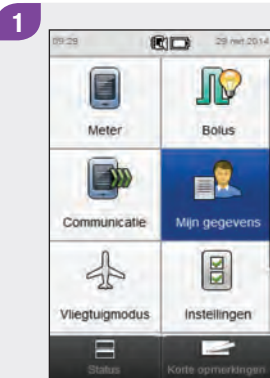 1
09:29 29 mrt 2014
Meter Bolus
Communicatie Mijn gegevens
Vliegtuigmodus Instellingen
Status Korte opmerkingen